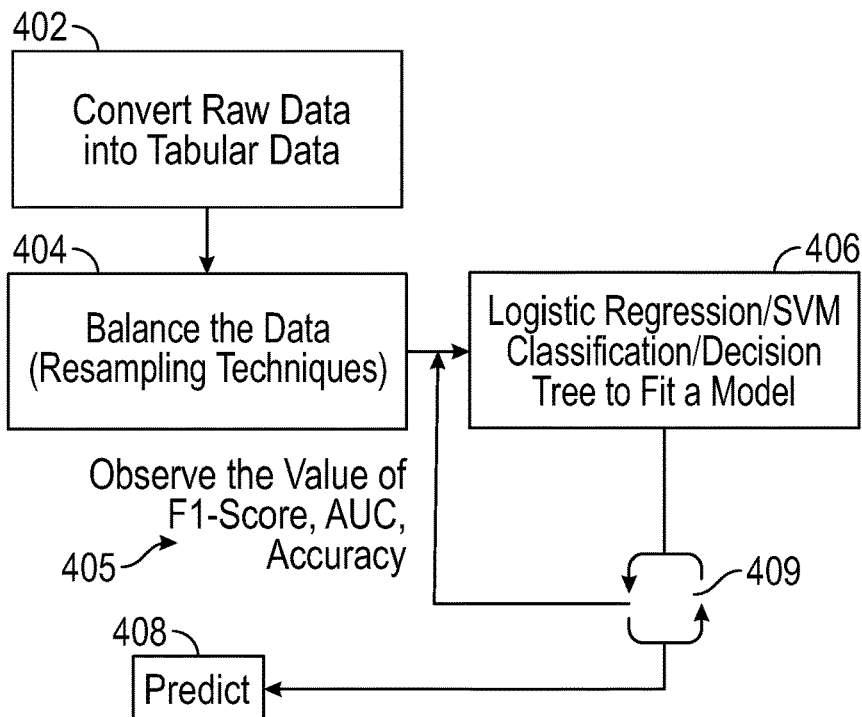 402
Convert Raw Data
into Tabular Data
404
Balance the Data
(Resampling Techniques)
406
Logistic Regression/SVM
Classification/Decision
Tree to Fit a Model
Observe the Value of
F1-Score, AUC,
Accuracy
405
409
408
Predict